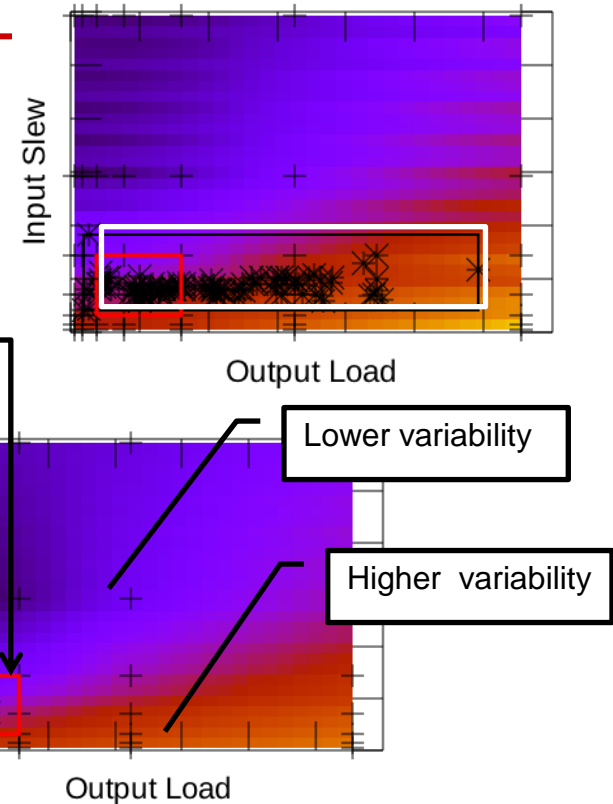 Input Slew
Output Load
Lower variability
Higher variability
Output Load